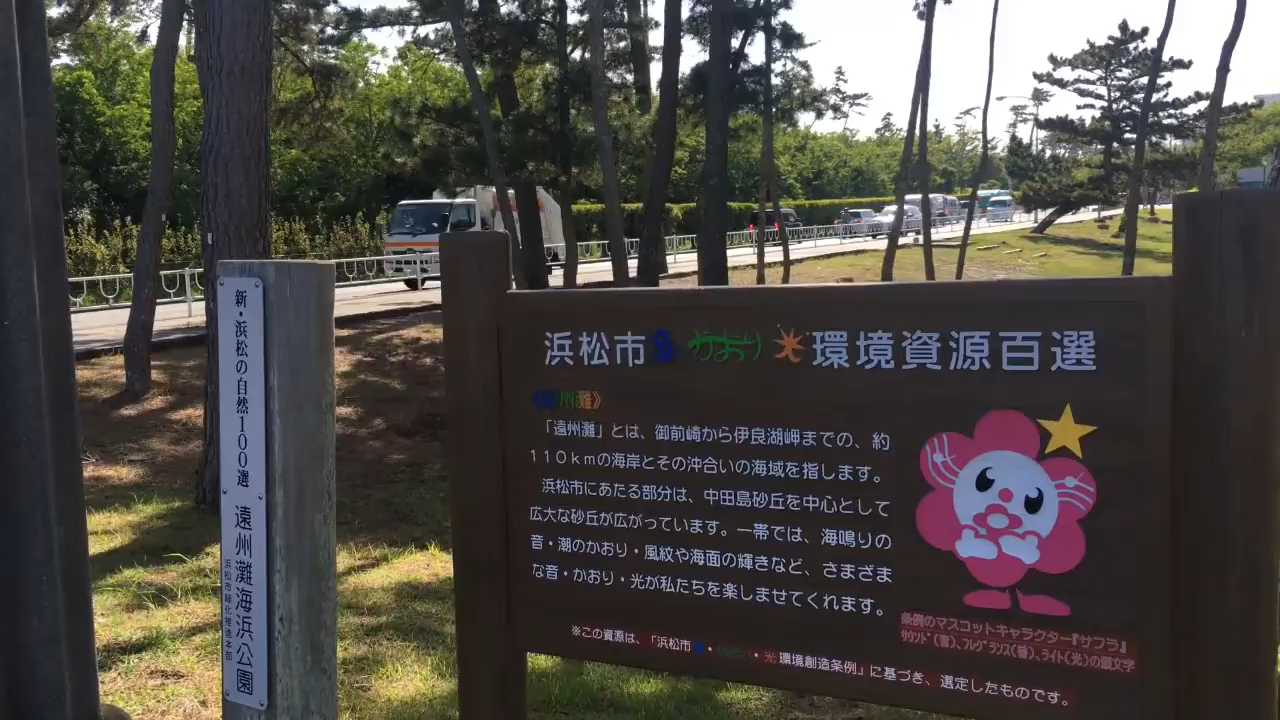 新・浜松の自然100選 遠州灘海浜公園
浜松市緑化推進本部
浜松市音かおり光環境資源百選
《遠州灘》
「遠州灘」とは、御前崎から伊良湖岬までの、約
110kmの海岸とその沖合いの海域を指します。
浜松市にあたる部分は、中田島砂丘を中心として
広大な砂丘が広がっています。一帯では、海鳴りの
音・潮のかおり・風紋や海面の輝きなど、さまざま
な音・かおり・光が私たちを楽しませてくれます。
条例のマスコットキャラクター『サフラ』
サウンド(音)、フレグランス(香)、ライト(光)の頭文字
※この資源は、「浜松市音・かおり・光環境創造条例」に基づき、選定したものです。